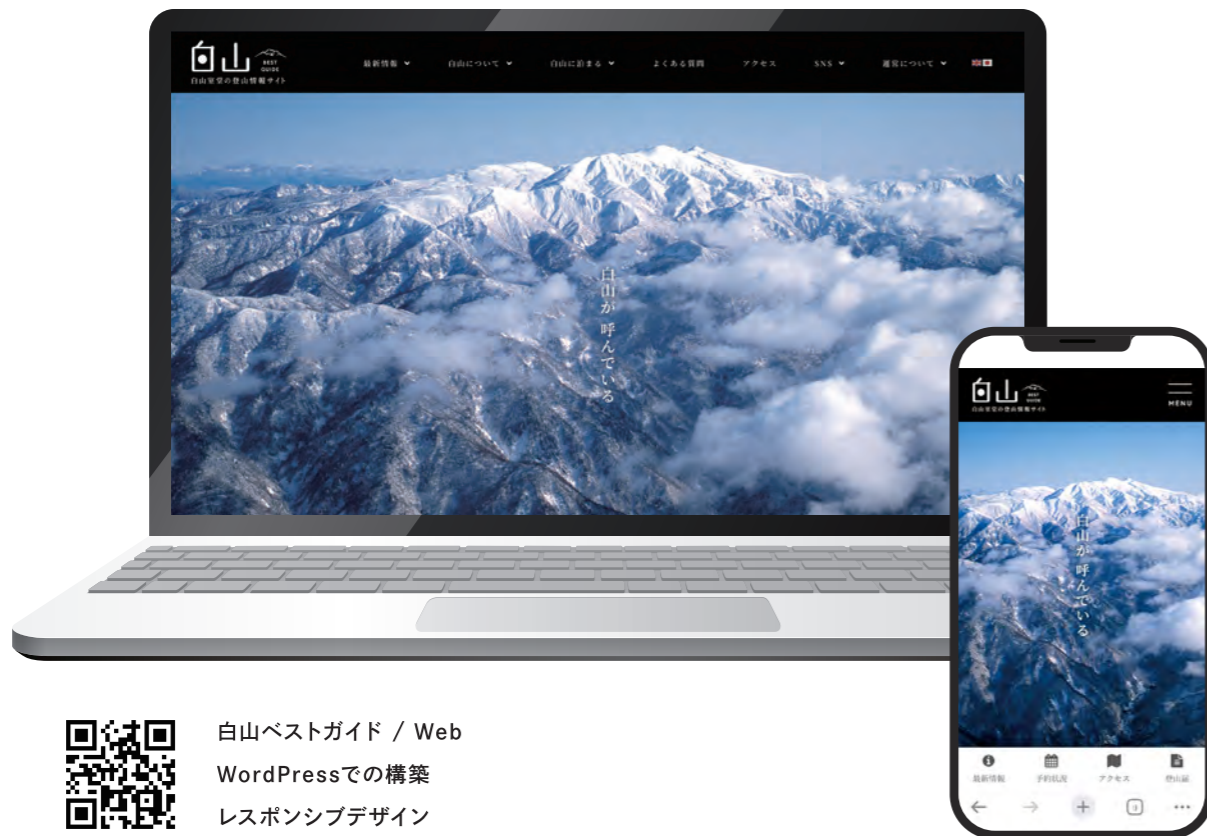 白山
BEST
GUIDE
白山室堂の登山情報サイト
最新情報
白山について
白山に泊まる
よくある質問
アクセス
SNS
運営について
白山が 呼んでいる
白山
BEST
GUIDE
白山室堂の登山情報サイト
MENU
白山が 呼んでいる
最新情報
予約状況
アクセス
登山届
白山ベストガイド / Web
WordPressでの構築
レスポンシブデザイン